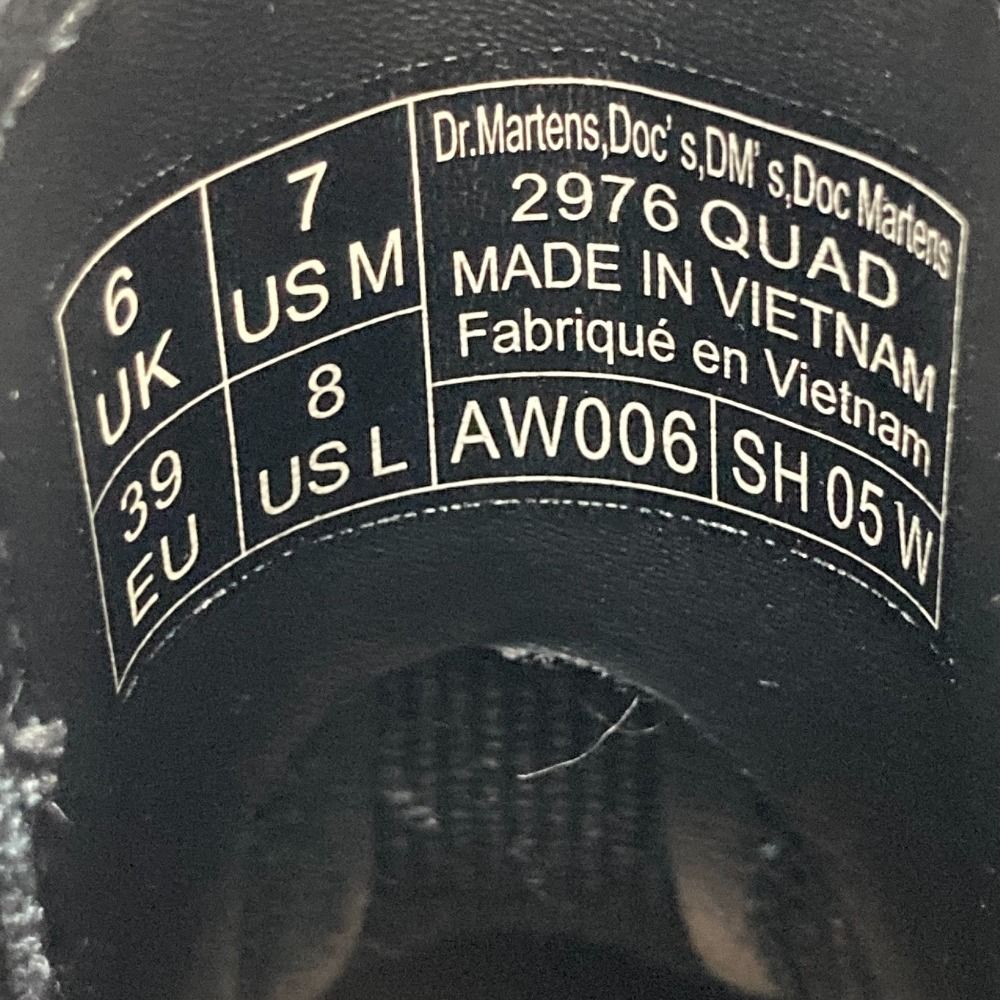 6
UK
7
US M
39
EU
8
US L
Dr.Martens,Doc's,DM's,Doc Martens
2976 QUAD
MADE IN VIETNAM
Fabriqué en Vietnam
AW006
SH 05 W